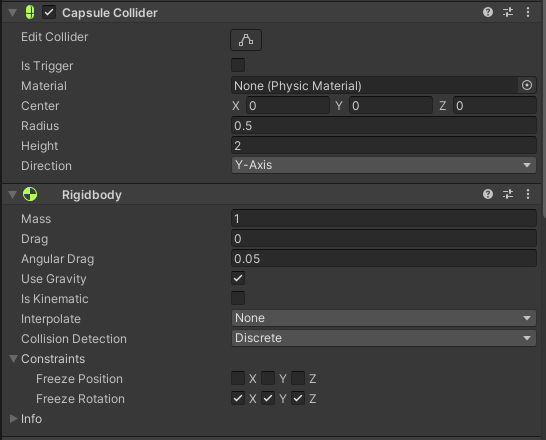 Capsule Collider
Edit Collider
Is Trigger
Material None (Physic Material)
Center X 0 Y 0 Z 0
Radius 0.5
Height 2
Direction Y-Axis
Rigidbody
Mass 1
Drag 0
Angular Drag 0.05
Use Gravity
Is Kinematic
Interpolate None
Collision Detection Discrete
Constraints
Freeze Position X Y Z
Freeze Rotation X Y Z
Info